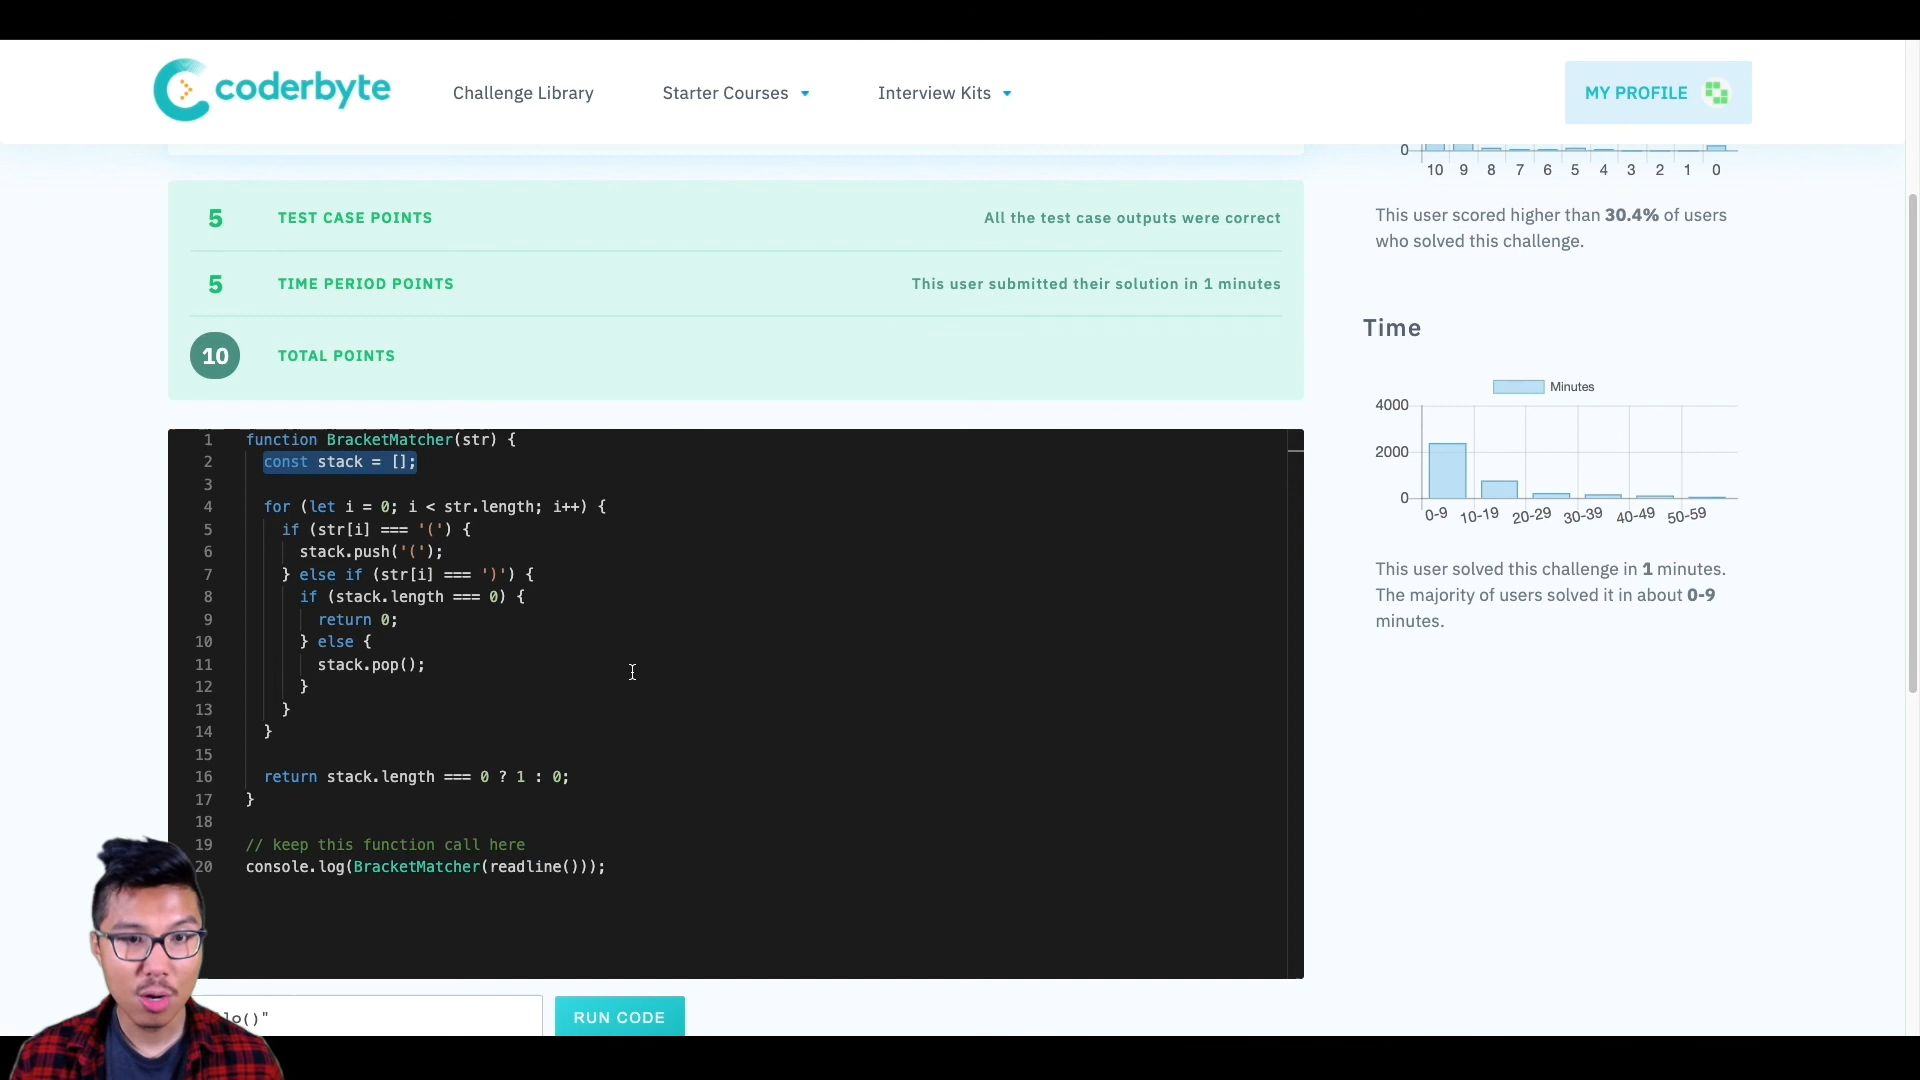 coderbyte
Challenge Library
Starter Courses
Interview Kits
MY PROFILE
0
10 9 8 7 6 5 4 3 2 1 0
This user scored higher than 30.4% of users
who solved this challenge.
5 TEST CASE POINTS All the test case outputs were correct
5 TIME PERIOD POINTS This user submitted their solution in 1 minutes
10 TOTAL POINTS
Time
Minutes
4000
2000
0
0-9 10-19 20-29 30-39 40-49 50-59
This user solved this challenge in 1 minutes.
The majority of users solved it in about 0-9
minutes.
1 function BracketMatcher(str) {
2 const stack = [];
3
4 for (let i = 0; i < str.length; i++) {
5 if (str[i] === '(') {
6 stack.push('(');
7 } else if (str[i] === ')') {
8 if (stack.length === 0) {
9 return 0;
10 } else {
11 stack.pop();
12 }
13 }
14 }
15
16 return stack.length === 0 ? 1 : 0;
17 }
18
19 // keep this function call here
20 console.log(BracketMatcher(readline()));
lo()"
RUN CODE